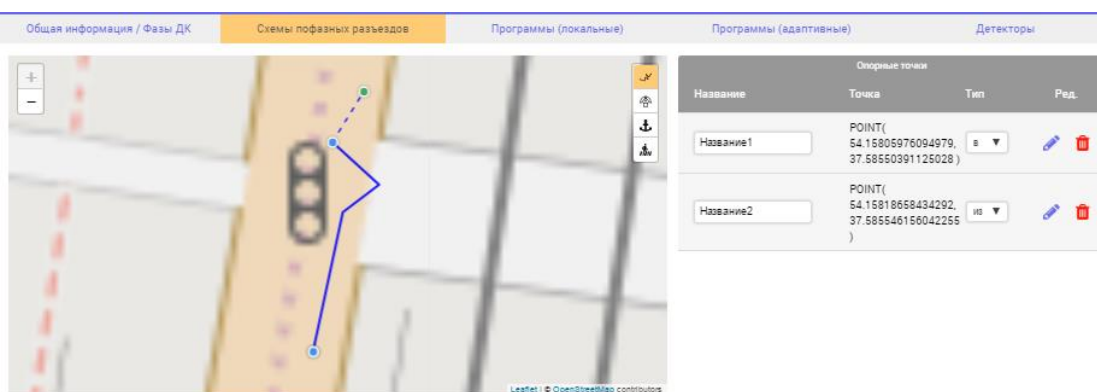 Общая информация / Фазы ДК
Схемы пофазных разъездов
Программы (локальные)
Программы (адаптивные)
Детекторы
+
−
Leaflet | © OpenStreetMap contributors
Опорные точки
Название Точка Тип Ред.
Название1
POINT(
54.15805976094979,
37.58550391125028 )
в ▼
Название2
POINT(
54.15818658434292,
37.585546156042255
)
из ▼